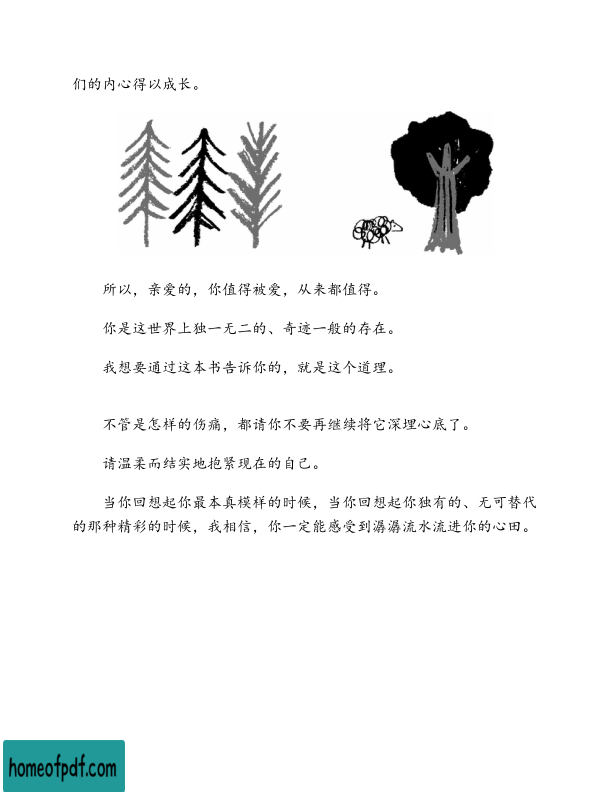 们的内心得以成长。
所以，亲爱的，你值得被爱，从来都值得。
你是这世界上独一无二的、奇迹一般的存在。
我想要通过这本书告诉你的，就是这个道理。
不管是怎样的伤痛，都请你不要再继续将它深埋心底了。
请温柔而结实地抱紧现在的自己。
当你回想起你最本真模样的时候，当你回想起你独有的、无可替代
的那种精彩的时候，我相信，你一定能感受到潺潺流水流进你的心田。
homeofpdf.com